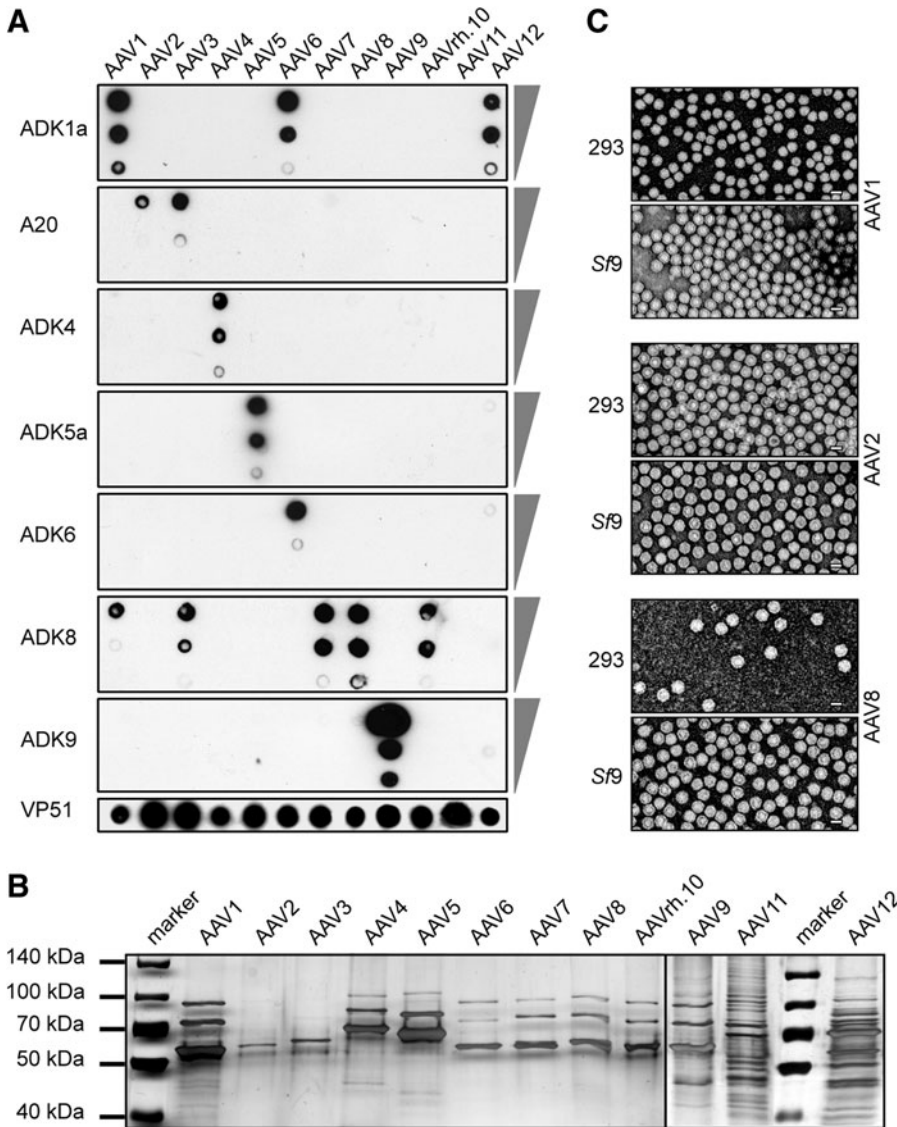 A
AAV1 AAV2 AAV3 AAV4 AAV5 AAV6 AAV7 AAV8 AAV9 AAVrh.10 AAV11 AAV12
ADK1a
A20
ADK4
ADK5a
ADK6
ADK8
ADK9
VP51
C
293
Sf9
AAV1
293
Sf9
AAV2
293
Sf9
AAV8
B
marker AAV1 AAV2 AAV3 AAV4 AAV5 AAV6 AAV7 AAV8 AAVrh.10 AAV9 AAV11 marker AAV12
140 kDa
100 kDa
70 kDa
50 kDa
40 kDa